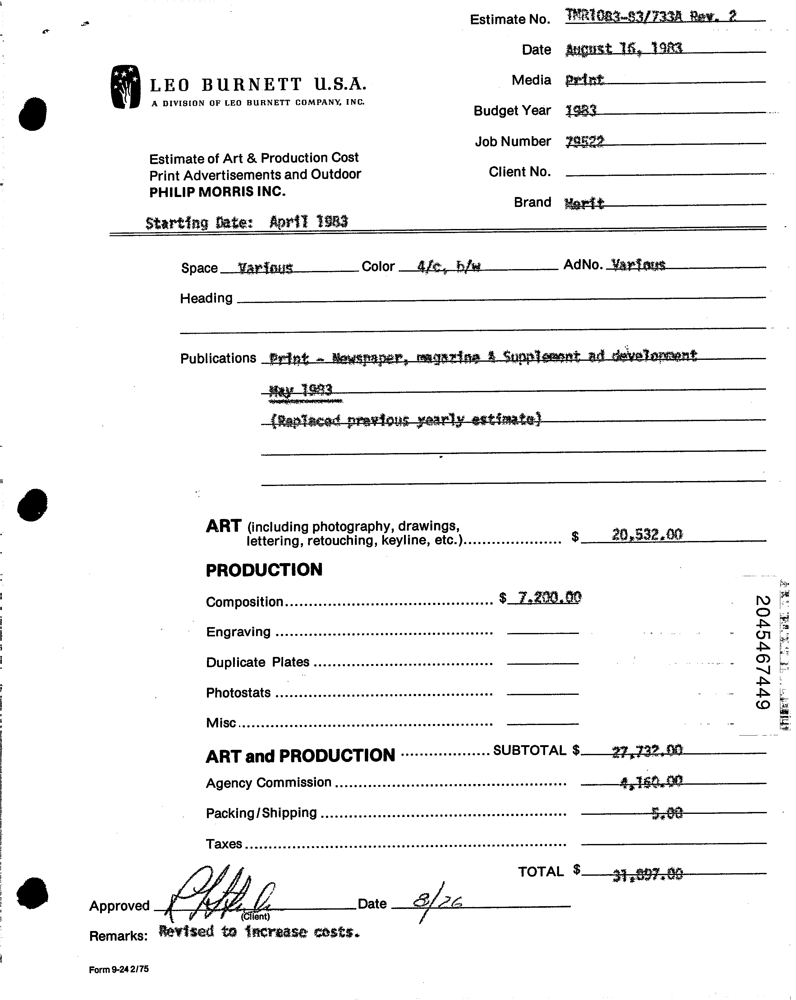 Estimate No. TMR1083-83/733A Rev. 2
Date August 16, 1983
LEO BURNETT U.S.A.
A DIVISION OF LEO BURNETT COMPANY, INC.
Media Print
Budget Year 1983
Job Number 79522
Estimate of Art & Production Cost
Print Advertisements and Outdoor
PHILIP MORRIS INC.
Client No.
Brand Merit
Starting Date: April 1983
Space Various Color 4/c, b/w AdNo. Various
Heading
Publications Print - Newspaper, magazine & Supplement ad development
May 1983
(Replaced previous yearly estimate)
ART (including photography, drawings,
lettering, retouching, keyline, etc.)..................... $ 20,532.00
PRODUCTION
Composition........................................... $ 7,200.00
Engraving .............................................
Duplicate Plates .....................................
Photostats .............................................
Misc.....................................................
ART and PRODUCTION ................... SUBTOTAL $ 27,732.00
Agency Commission ................................................ 4,160.00
Packing/Shipping ................................................... 5.00
Taxes...................................................................
TOTAL $ 31,897.00
Approved Date 8/26
(Client)
Remarks: Revised to increase costs.
Form 9-24 2/75
2045467449